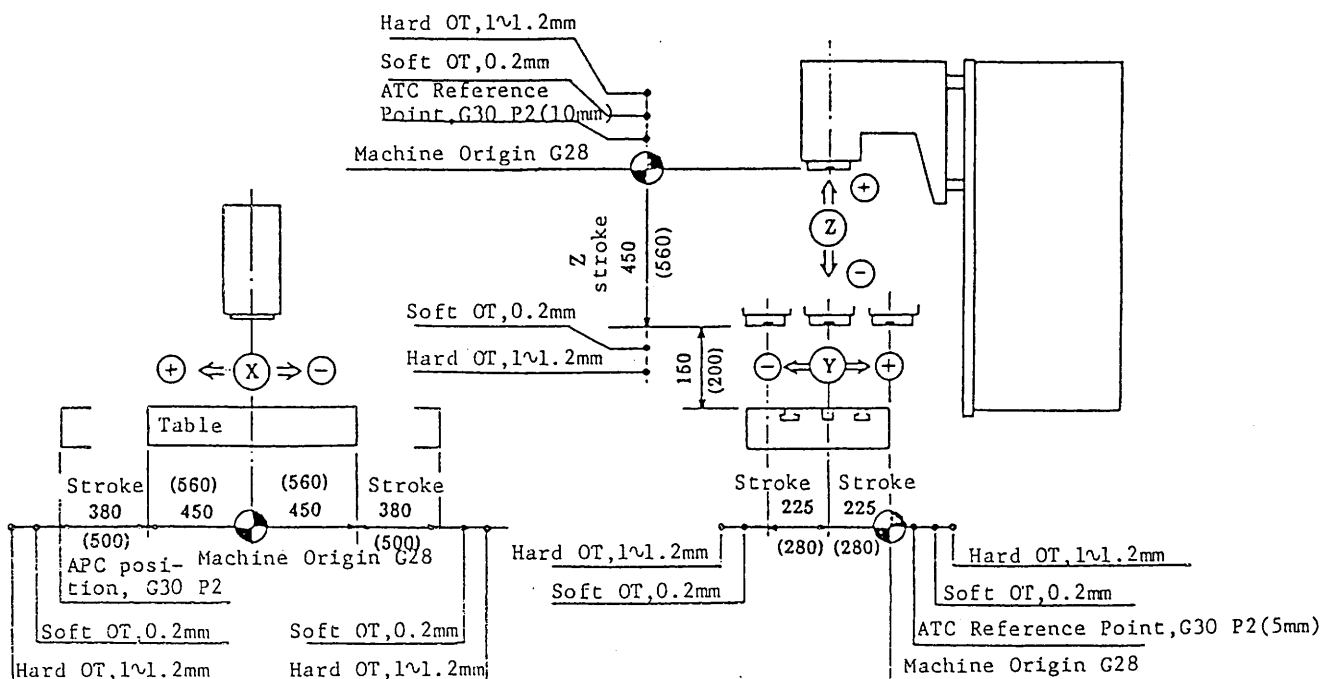 Hard OT,1~1.2mm
Soft OT,0.2mm
ATC Reference
Point,G30 P2(10mm)
Machine Origin G28
+
Z
−
Z
stroke
450
(560)
Soft OT,0.2mm
Hard OT,1~1.2mm
160
(200)
+ X −
− Y +
Table
Stroke (560) (560) Stroke
380 450 450 380
(500) (500)
Machine Origin G28
APC posi-
tion, G30 P2
Soft OT,0.2mm Soft OT,0.2mm
Hard OT,1~1.2mm Hard OT,1~1.2mm
Stroke Stroke
225 225
(280) (280)
Hard OT,1~1.2mm
Soft OT,0.2mm
Hard OT,1~1.2mm
Soft OT,0.2mm
ATC Reference Point,G30 P2(5mm)
Machine Origin G28